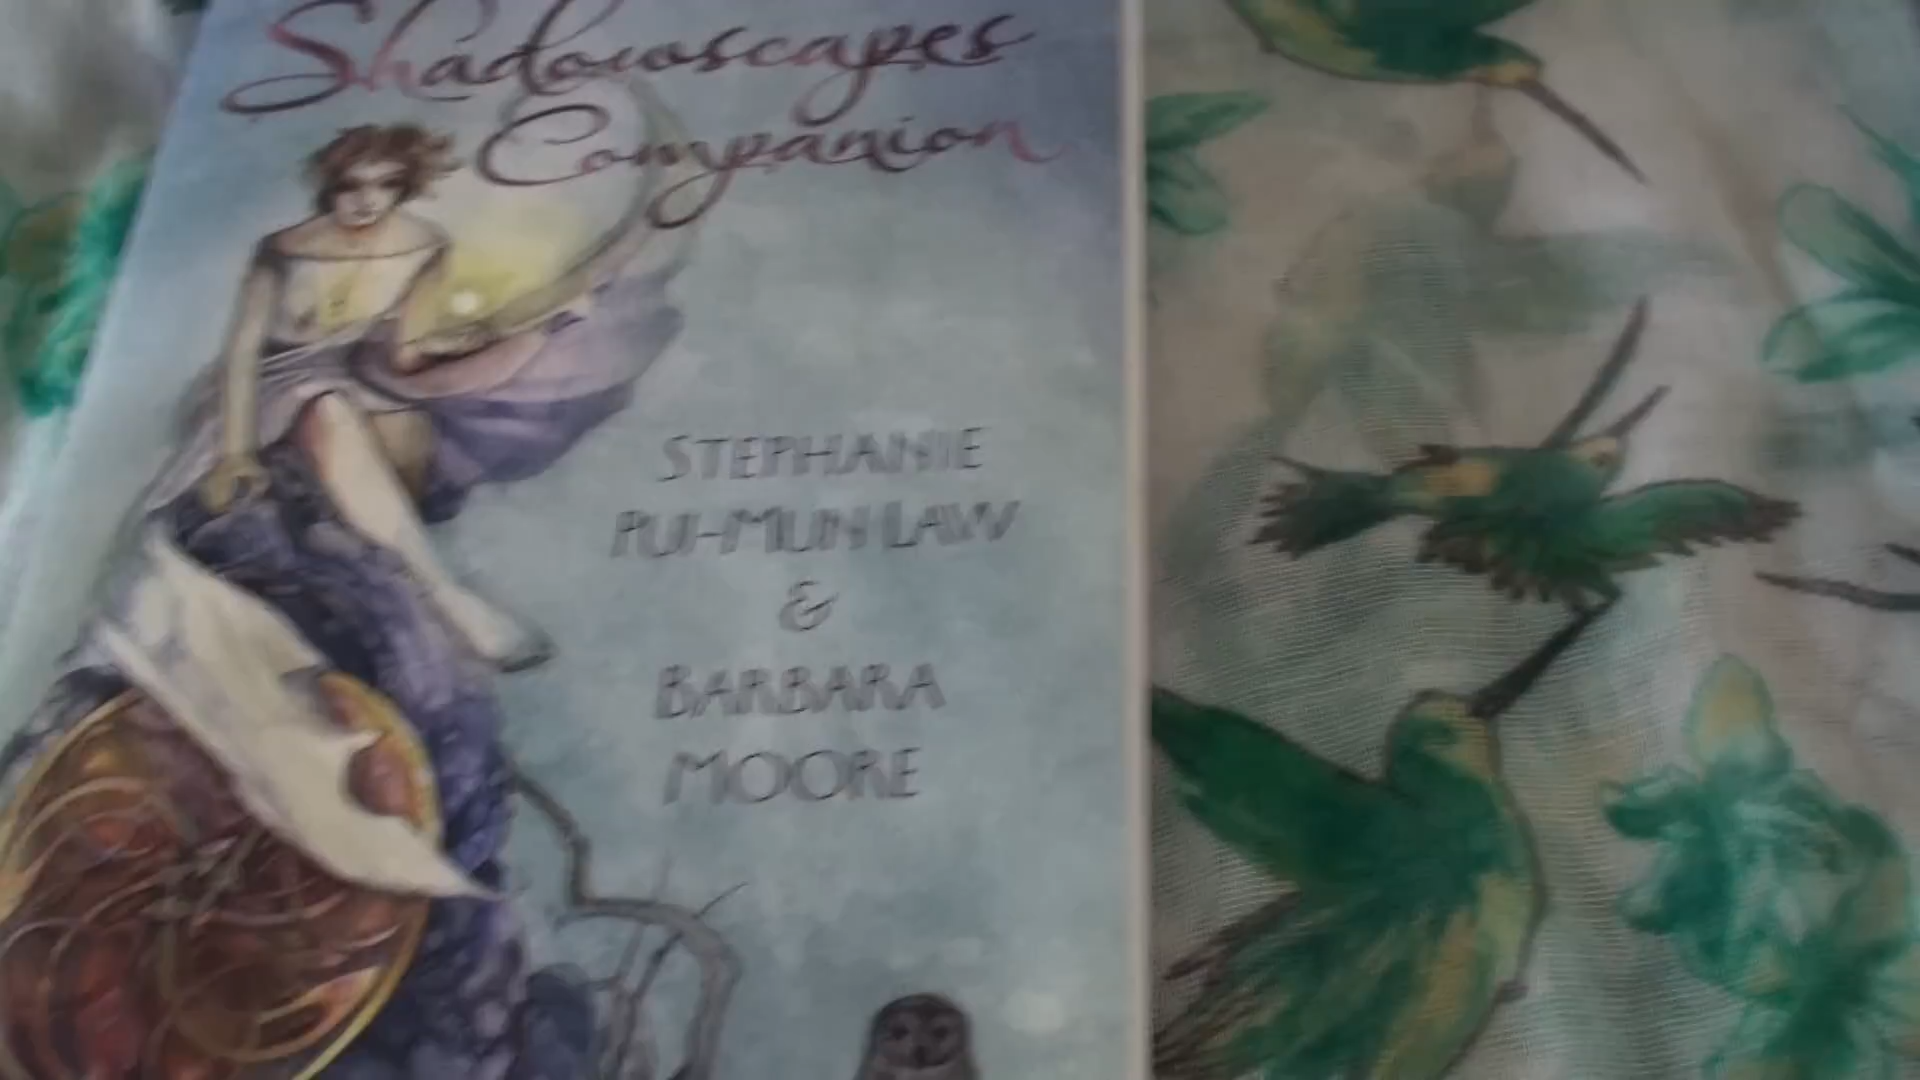 Shadowscapes
Companion
STEPHANIE
PUI-MUN LAW
&
BARBARA
MOORE